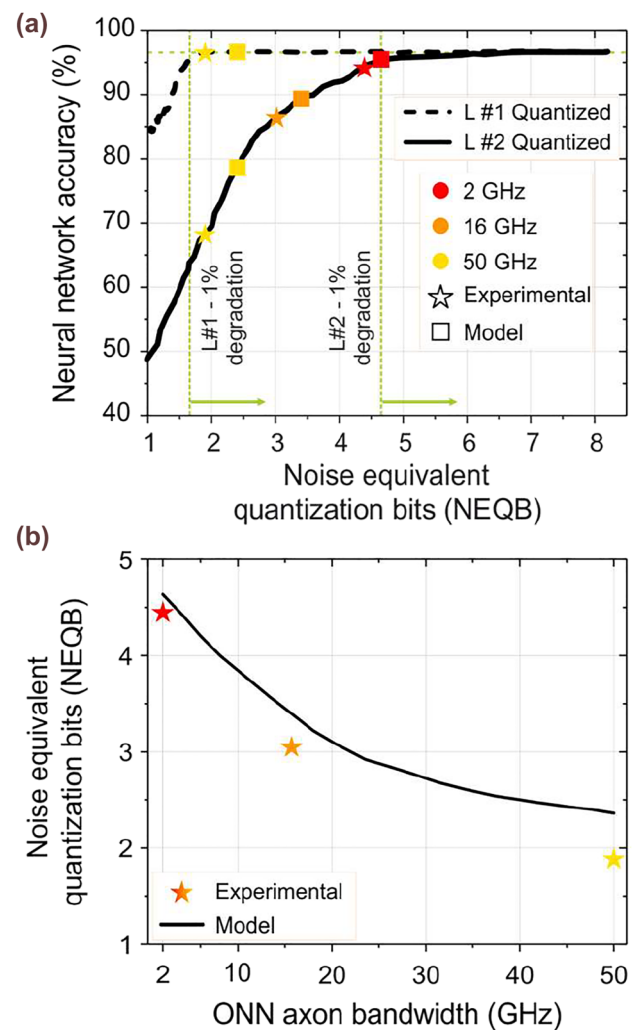 (a)
Neural network accuracy (%)
100
90
80
70
60
50
40
L #1 Quantized
L #2 Quantized
2 GHz
16 GHz
50 GHz
Experimental
Model
L#1 - 1%
degradation
L#2 - 1%
degradation
1 2 3 4 5 6 7 8
Noise equivalent
quantization bits (NEQB)
(b)
Noise equivalent
quantization bits (NEQB)
5
4
3
2
1
Experimental
Model
2 10 20 30 40 50
ONN axon bandwidth (GHz)